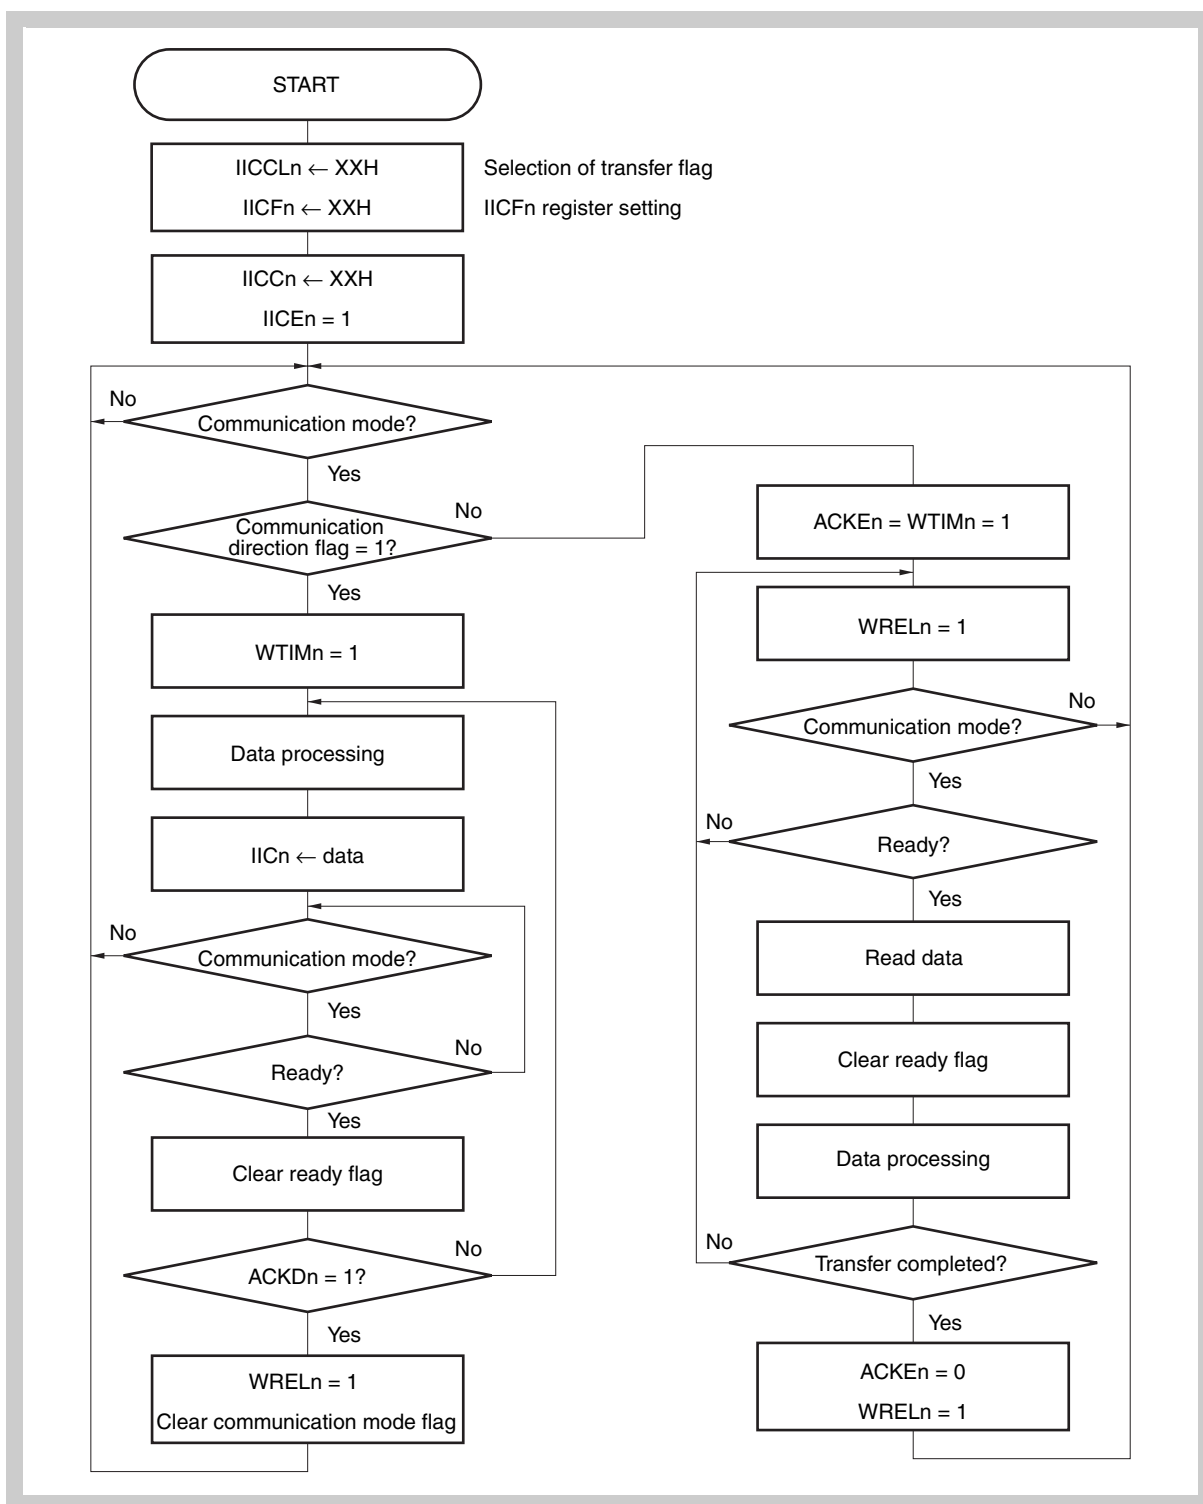 START
IICCLn ← XXH
Selection of transfer flag
IICFn ← XXH
IICFn register setting
IICCn ← XXH
IICEn = 1
No
Communication mode?
Yes
Communication
direction flag = 1?
No
Yes
WTIMn = 1
Data processing
IICn ← data
No
Communication mode?
Yes
No
Ready?
Yes
Clear ready flag
No
ACKDn = 1?
Yes
WRELn = 1
Clear communication mode flag
ACKEn = WTIMn = 1
WRELn = 1
No
Communication mode?
Yes
No
Ready?
Yes
Read data
Clear ready flag
Data processing
No
Transfer completed?
Yes
ACKEn = 0
WRELn = 1